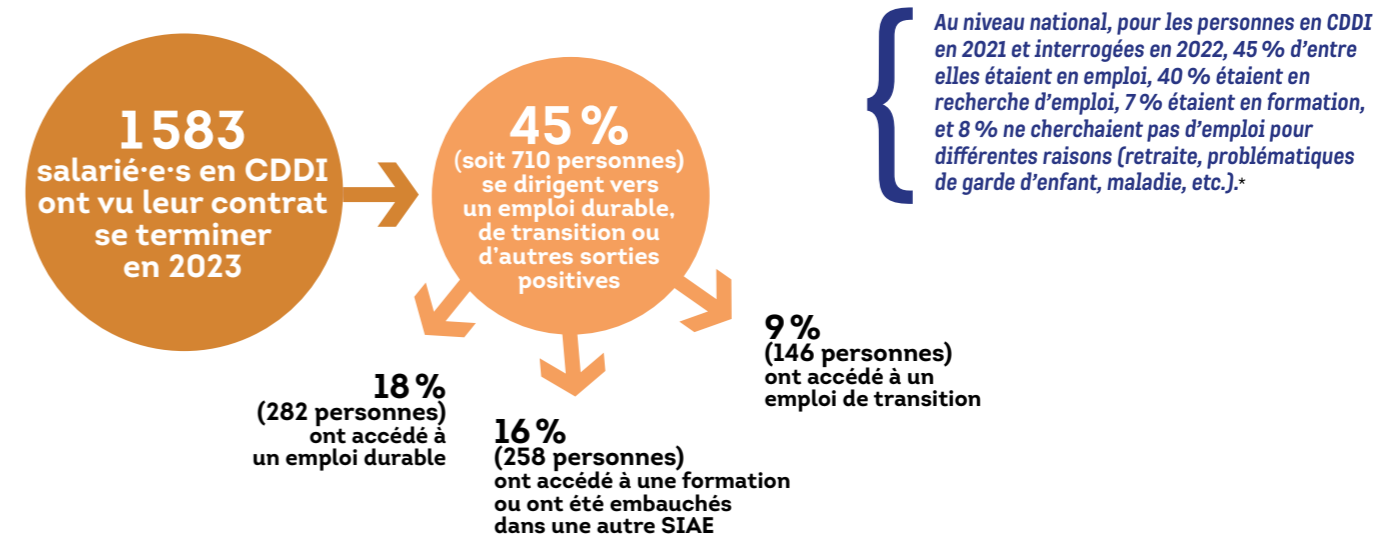 1583
salarié·e·s en CDDI
ont vu leur contrat
se terminer
en 2023
45 %
(soit 710 personnes)
se dirigent vers
un emploi durable,
de transition ou
d'autres sorties
positives
18 %
(282 personnes)
ont accédé à
un emploi durable
16 %
(258 personnes)
ont accédé à une formation
ou ont été embauchés
dans une autre SIAE
9 %
(146 personnes)
ont accédé à un
emploi de transition
Au niveau national, pour les personnes en CDDI
en 2021 et interrogées en 2022, 45 % d'entre
elles étaient en emploi, 40 % étaient en
recherche d'emploi, 7 % étaient en formation,
et 8 % ne cherchaient pas d'emploi pour
différentes raisons (retraite, problématiques
de garde d'enfant, maladie, etc.).*